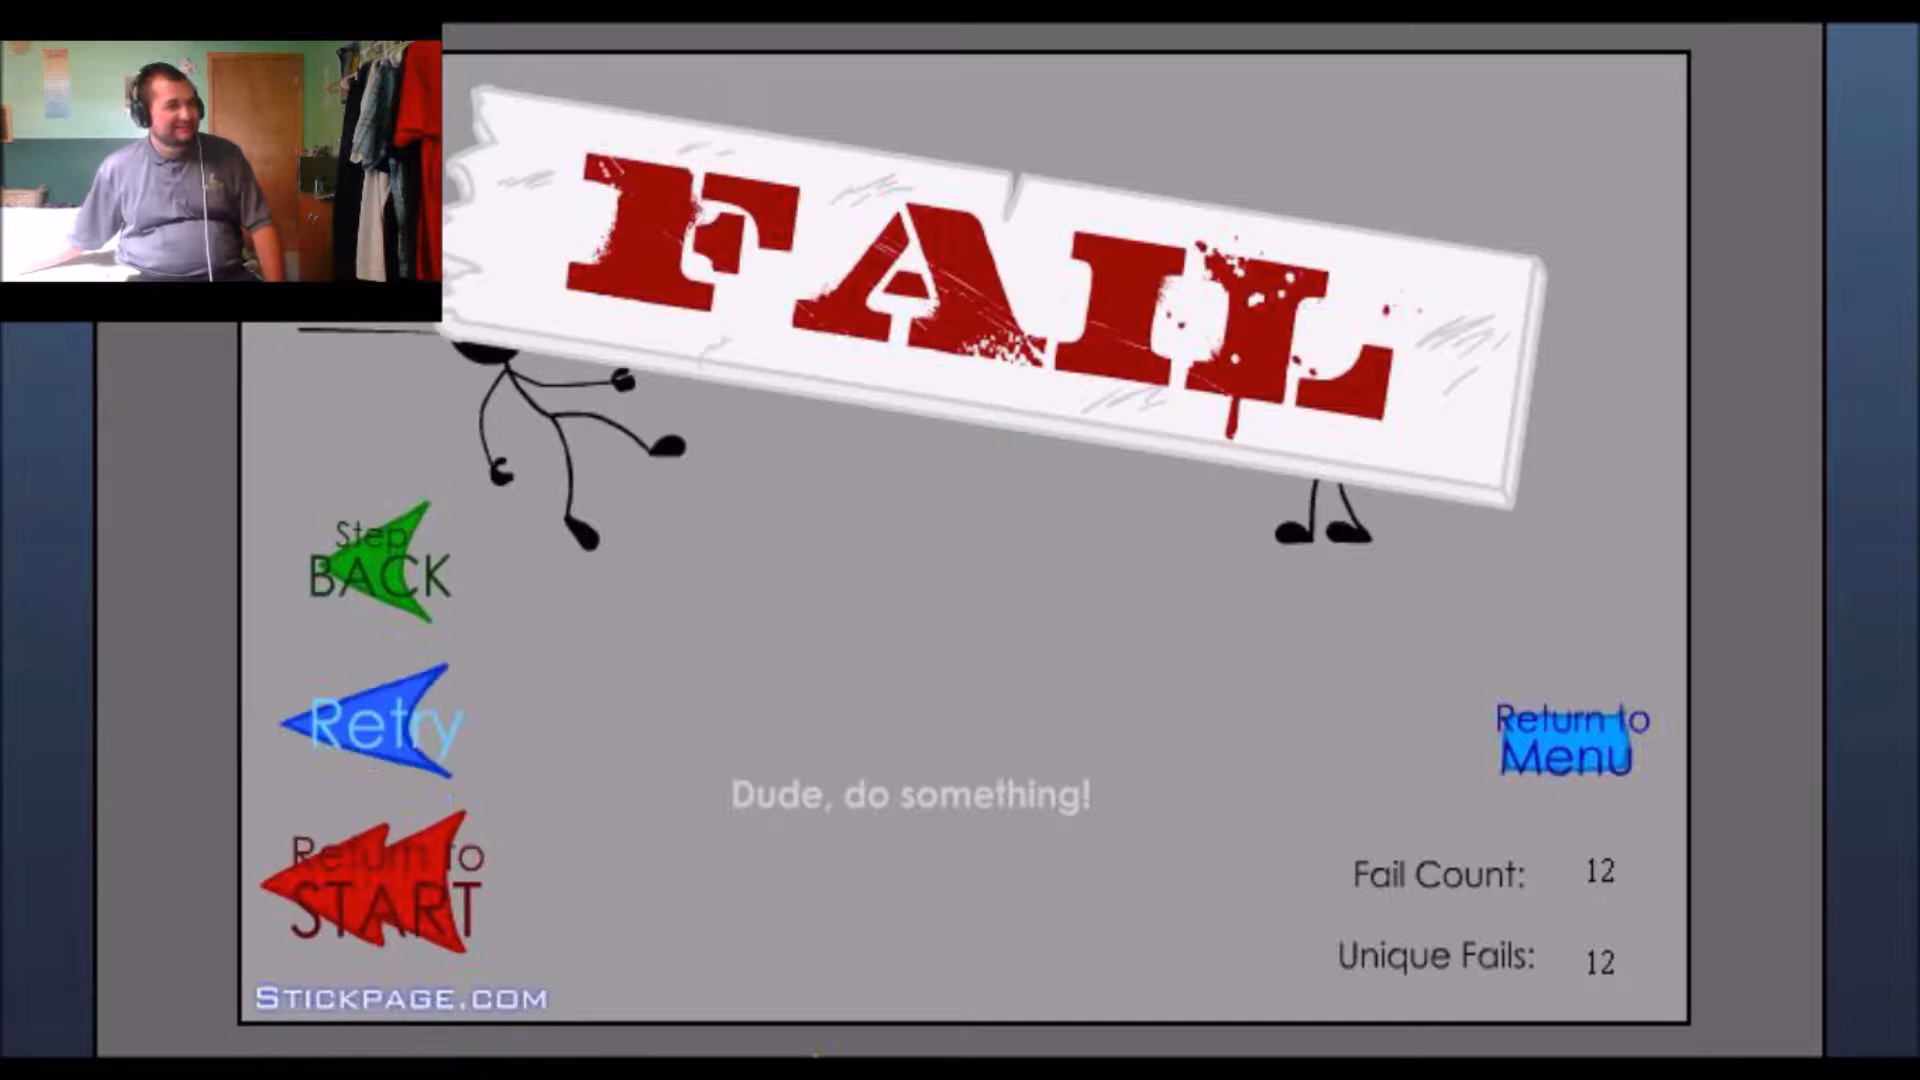 FAIL
Step
BACK
Retry
Return to
START
Dude, do something!
Return to
Menu
Fail Count: 12
Unique Fails: 12
STICKPAGE.COM